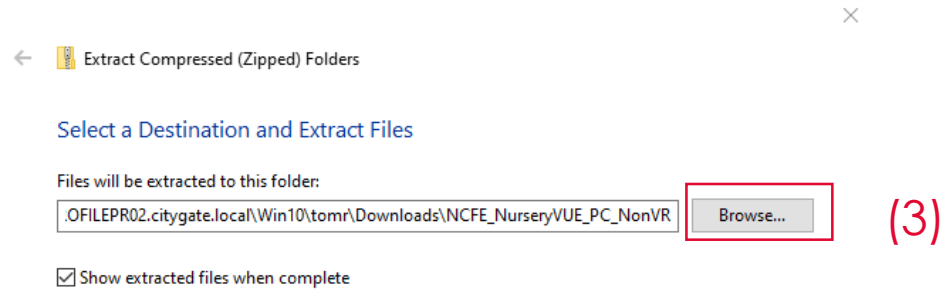 Extract Compressed (Zipped) Folders
Select a Destination and Extract Files
Files will be extracted to this folder:
:OFILEPR02.citygate.local\Win10\tomr\Downloads\NCFE_NurseryVUE_PC_NonVR Browse... (3)
Show extracted files when complete